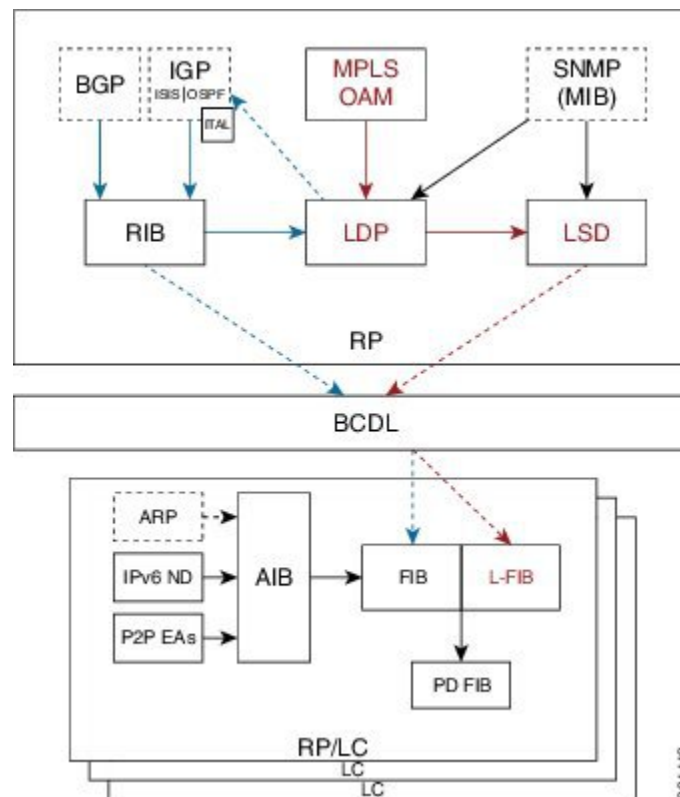 BGP
IGP
ISIS|OSPF
ITAL
MPLS
OAM
SNMP
(MIB)
RIB
LDP
LSD
RP
BCDL
ARP
IPv6 ND
P2P EAs
AIB
FIB
L-FIB
PD FIB
RP/LC
LC
LC